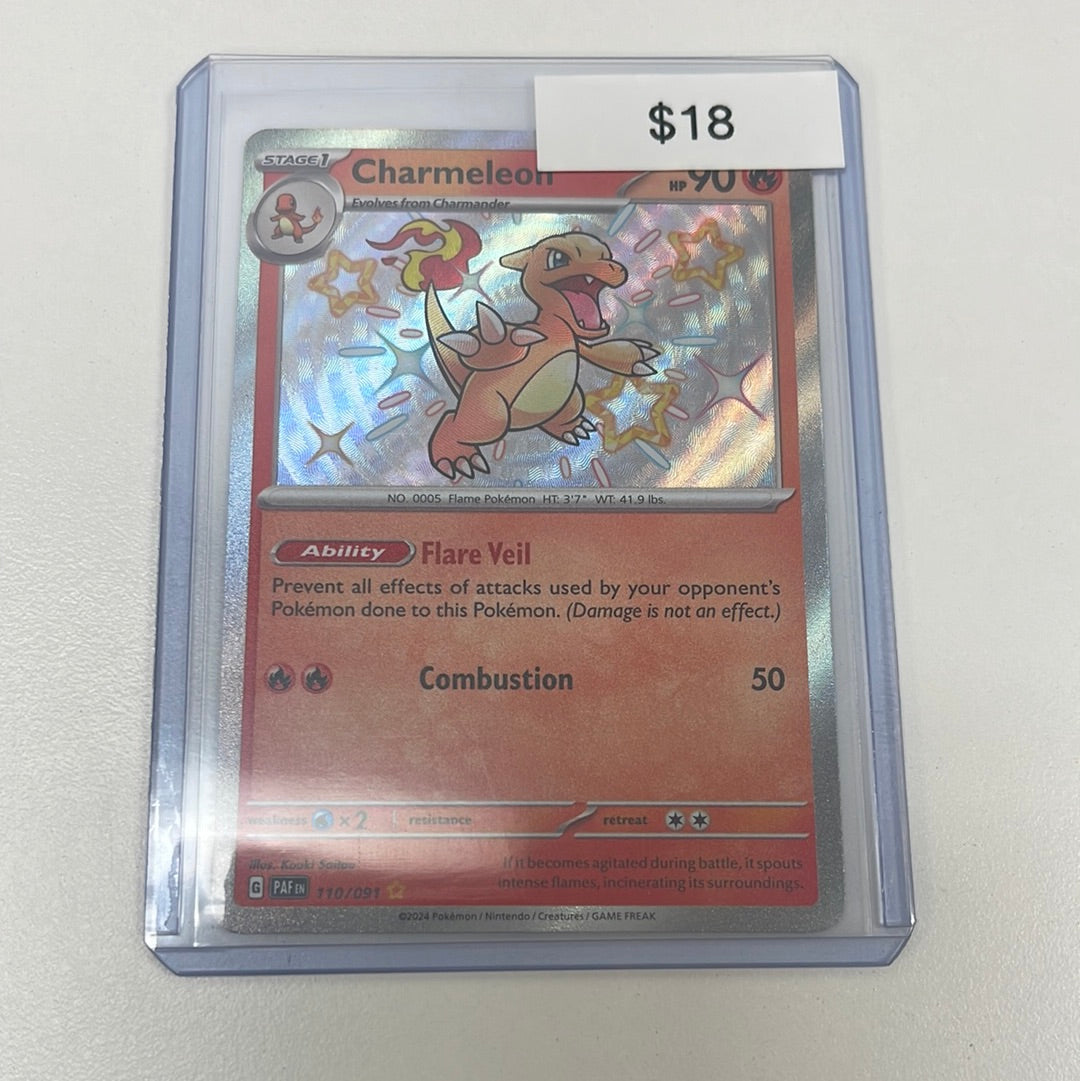 $18
STAGE1 Charmeleon HP 90
Evolves from Charmander
NO. 0005 Flame Pokémon HT: 3'7" WT: 41.9 lbs.
Ability Flare Veil
Prevent all effects of attacks used by your opponent's
Pokémon done to this Pokémon. (Damage is not an effect.)
Combustion 50
weakness ×2 resistance retreat
Illus. Kouki Saitou
If it becomes agitated during battle, it spouts
intense flames, incinerating its surroundings.
G PAF EN 110/091
©2024 Pokémon / Nintendo / Creatures / GAME FREAK